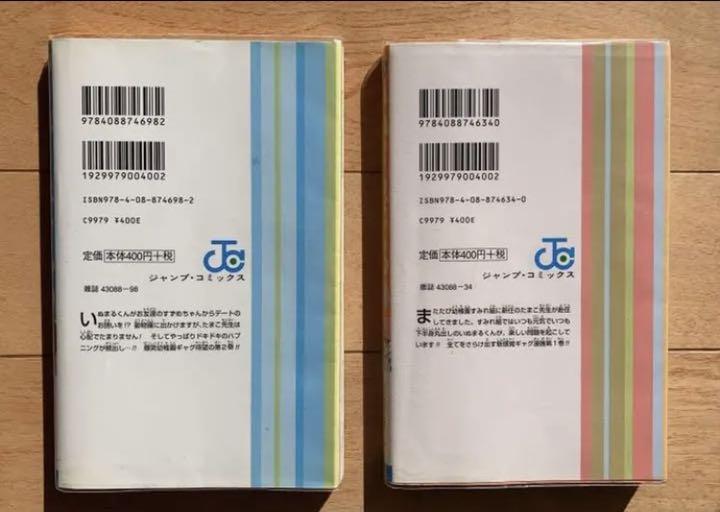 9784088746982
1929979004002
ISBN978-4-08-874698-2
C9979 ¥400E
定価 本体400円+税
JC
ジャンプ・コミックス
雑誌 43088-98
いぬまるくんがお友達のすずめちゃんからデートの
お誘いを!? 動物園に出かけますが、たまこ先生は
心配でたまりません! そしてやっぱりドキドキのハプ
ニングが続出し…!! 爆笑幼稚園ギャグ待望の第2巻!!
9784088746340
1929979004002
ISBN978-4-08-874634-0
C9979 ¥400E
定価 本体400円+税
JC
ジャンプ・コミックス
雑誌 43088-34
またたび幼稚園すみれ組に新任のたまこ先生が赴任
してきました。すみれ組ではいつも元気でいつも
下半身丸出しのいぬまるくんが、楽しい問題を起こして
います!! 全てをさらけ出す敏感肌ギャグ漫画第1巻!!